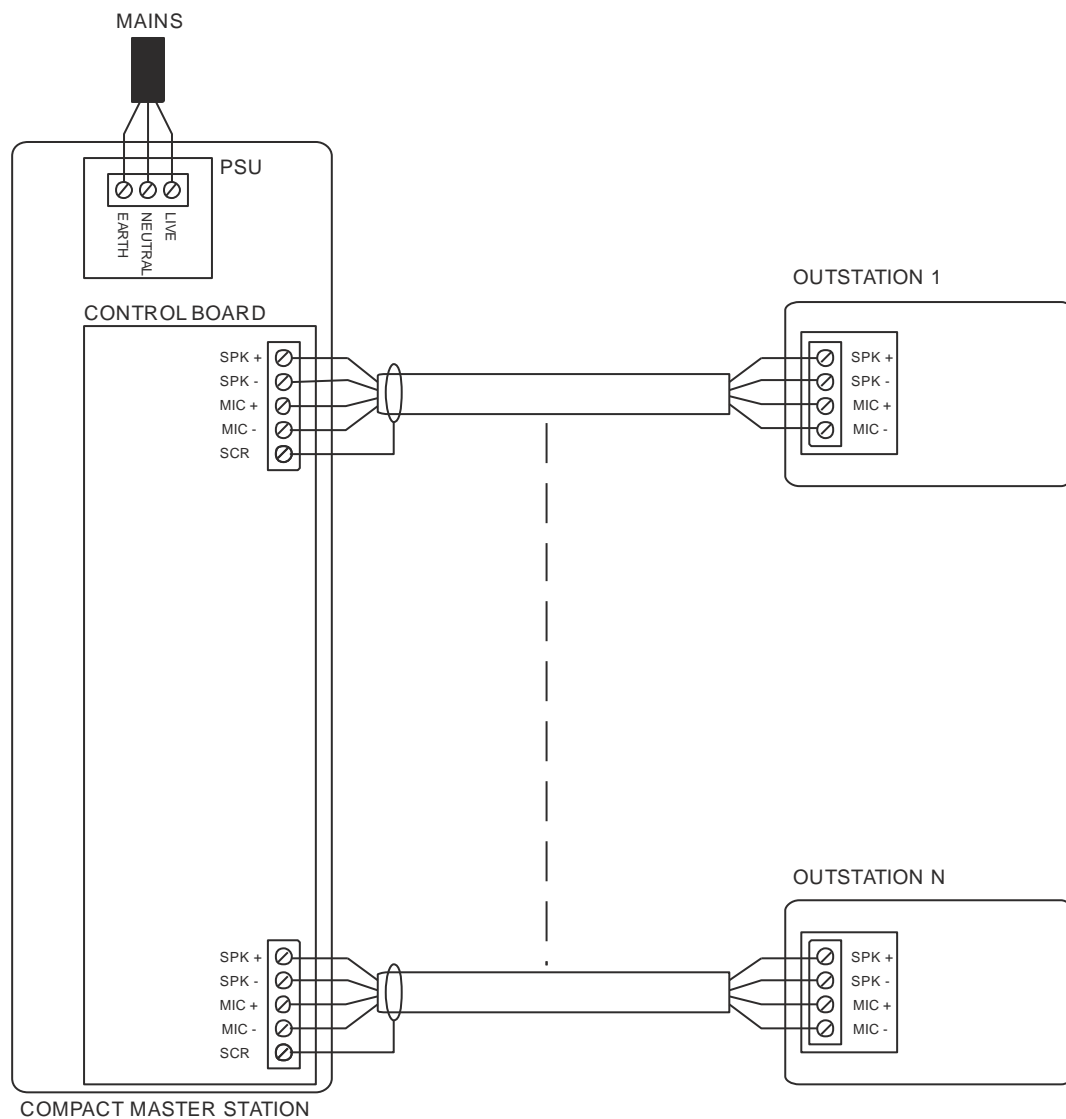 MAINS
PSU
EARTH
NEUTRAL
LIVE
CONTROL BOARD
SPK +
SPK -
MIC +
MIC -
SCR
OUTSTATION 1
SPK +
SPK -
MIC +
MIC -
OUTSTATION N
SPK +
SPK -
MIC +
MIC -
SCR
SPK +
SPK -
MIC +
MIC -
COMPACT MASTER STATION